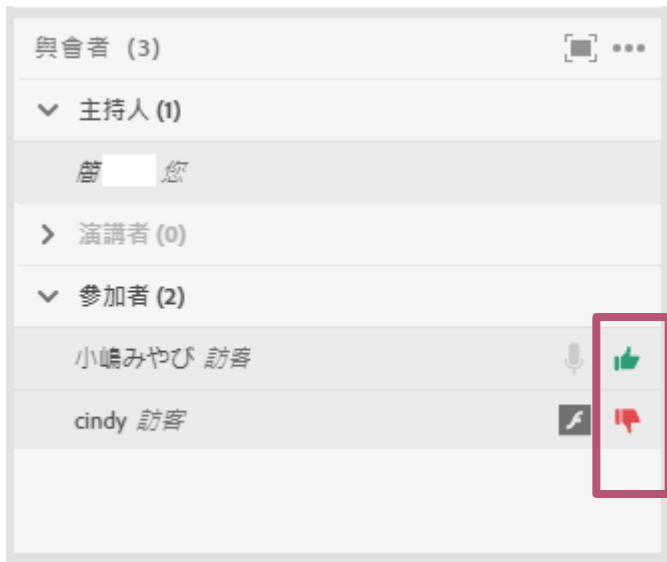 與會者 (3)
主持人 (1)
簡 您
演講者 (0)
參加者 (2)
小嶋みやび 訪客
cindy 訪客